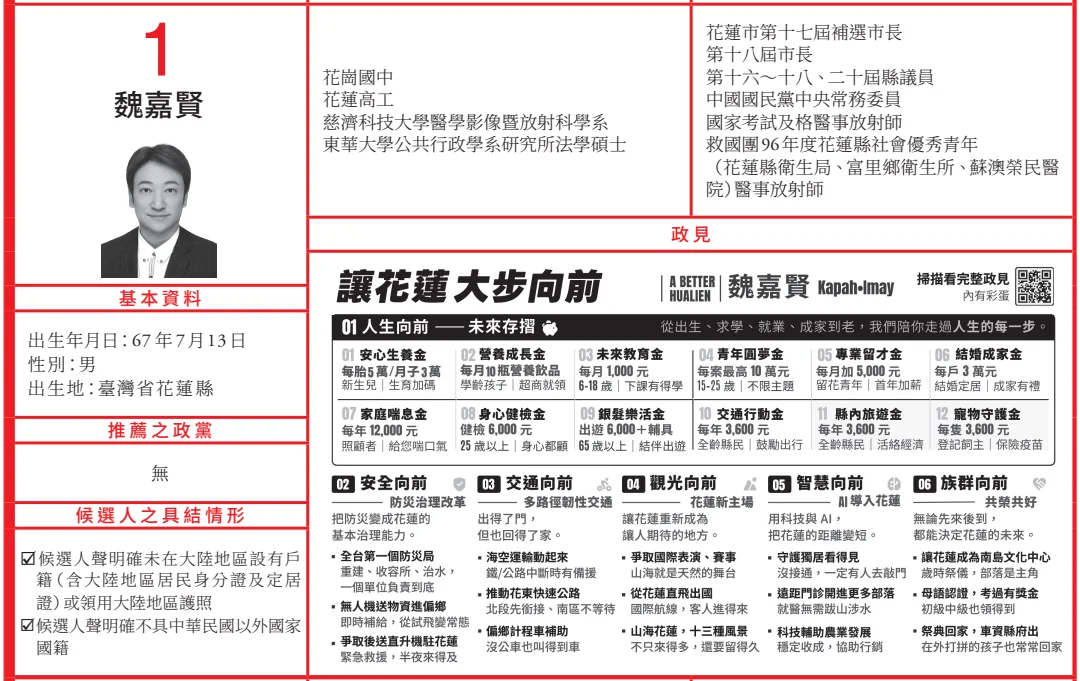 1
魏嘉賢
花崗國中
花蓮高工
慈濟科技大學醫學影像暨放射科學系
東華大學公共行政學系研究所法學碩士
花蓮市第十七屆補選市長
第十八屆市長
第十六～十八、二十屆縣議員
中國國民黨中央常務委員
國家考試及格醫事放射師
救國團96年度花蓮縣社會優秀青年
（花蓮縣衛生局、富里鄉衛生所、蘇澳榮民醫
院）醫事放射師
基本資料
出生年月日：67年7月13日
性別：男
出生地：臺灣省花蓮縣
推薦之政黨
無
候選人之具結情形
☑候選人聲明確未在大陸地區設有戶
籍（含大陸地區居民身分證及定居
證）或領用大陸地區護照
☑候選人聲明確不具中華民國以外國家
國籍
政見
讓花蓮大步向前
A BETTER
HUALIEN
魏嘉賢 Kapah•Imay
掃描看完整政見
內有彩蛋
01 人生向前 —— 未來存摺
從出生、求學、就業、成家到老，我們陪你走過人生的每一步。
01 安心生養金
每胎5萬/月子3萬
新生兒｜生育加碼
02 營養成長金
每月10瓶營養飲品
學齡孩子｜超商就領
03 未來教育金
每月 1,000 元
6-18 歲｜下課有得學
04 青年圓夢金
每案最高 10 萬元
15-25 歲｜不限主題
05 專業留才金
每月加 5,000 元
留花青年｜首年加薪
06 結婚成家金
每戶 3 萬元
結婚定居｜成家有禮
07 家庭喘息金
每年 12,000 元
照顧者｜給您喘口氣
08 身心健檢金
健檢 6,000 元
25 歲以上｜身心都顧
09 銀髮樂活金
出遊 6,000＋輔具
65 歲以上｜結伴出遊
10 交通行動金
每年 3,600 元
全齡縣民｜鼓勵出行
11 縣內旅遊金
每年 3,600 元
全齡縣民｜活絡經濟
12 寵物守護金
每隻 3,600 元
登記飼主｜保險疫苗
02 安全向前
—— 防災治理改革
把防災變成花蓮的
基本治理能力。
▪ 全台第一個防災局
重建、收容所、治水，
一個單位負責到底
▪ 無人機送物資進偏鄉
即時補給，從試飛變常態
▪ 爭取後送直升機駐花蓮
緊急救援，半夜來得及
03 交通向前
—— 多路徑韌性交通
出得了門，
但也回得了家。
▪ 海空運輸動起來
鐵/公路中斷時有備援
▪ 推動花東快速公路
北段先銜接、南區不等待
▪ 偏鄉計程車補助
沒公車也叫得到車
04 觀光向前
—— 花蓮新主場
讓花蓮重新成為
讓人期待的地方。
▪ 爭取國際表演、賽事
山海就是天然的舞台
▪ 從花蓮直飛出國
國際航線，客人進得來
▪ 山海花蓮，十三種風景
不只來得多，還要留得久
05 智慧向前
—— AI導入花蓮
用科技與 AI，
把花蓮的距離變短。
▪ 守護獨居看得見
沒接通，一定有人去敲門
▪ 遠距門診開進更多部落
就醫無需跋山涉水
▪ 科技輔助農業發展
穩定收成，協助行銷
06 族群向前
—— 共榮共好
無論先來後到，
都能決定花蓮的未來。
▪ 讓花蓮成為南島文化中心
歲時祭儀，部落是主角
▪ 母語認證，考過有獎金
初級中級也領得到
▪ 祭典回家，車資縣府出
在外打拼的孩子也常常回家